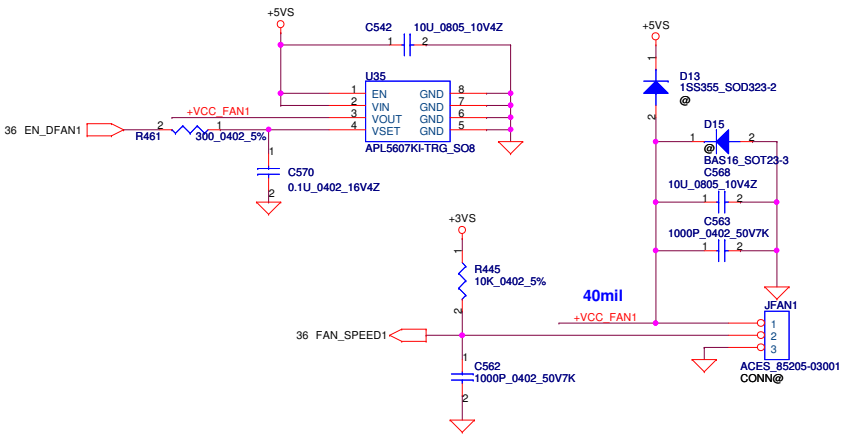 +5VS
C542 10U_0805_10V4Z
1 2
U35
1 EN GND 8
2 VIN GND 7
3 VOUT GND 6
4 VSET GND 5
APL5607KI-TRG_SO8
+VCC_FAN1
36 EN_DFAN1
2 1
R461 300_0402_5%
1
C570
0.1U_0402_16V4Z
2
+5VS
1
D13
1SS355_SOD323-2
@
2
D15
1 2
@
BAS16_SOT23-3
C568
10U_0805_10V4Z
1 2
C563
1000P_0402_50V7K
1 2
+3VS
1
R445
10K_0402_5%
2
36 FAN_SPEED1
1
C562
1000P_0402_50V7K
2
40mil
+VCC_FAN1
JFAN1
1
2
3
ACES_85205-03001
CONN@